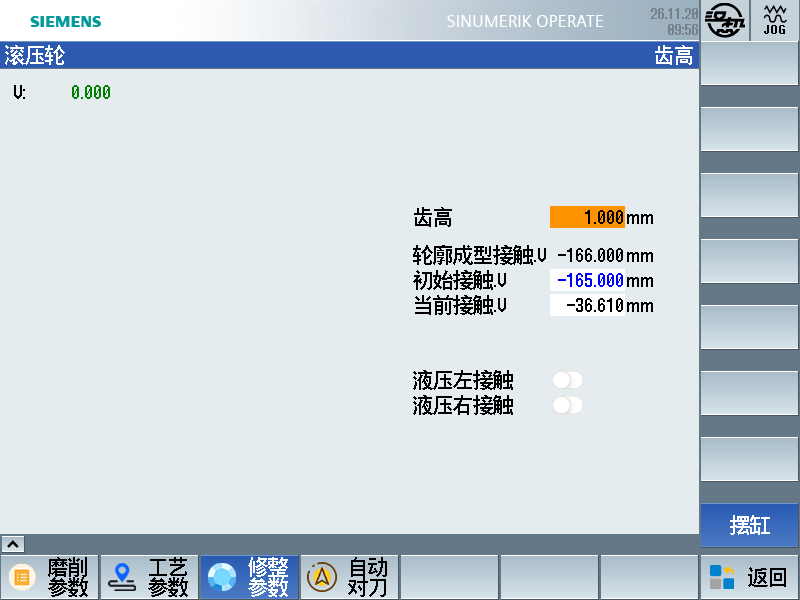 SIEMENS
SINUMERIK OPERATE
26.11.20
09:56
汉机
JOG
滚压轮
齿高
V: 0.000
齿高 1.000 mm
轮廓成型接触.V -166.000 mm
初始接触.V -165.000 mm
当前接触.V -36.610 mm
液压左接触
液压右接触
摆缸
磨削
参数
工艺
参数
修整
参数
自动
对刀
返回